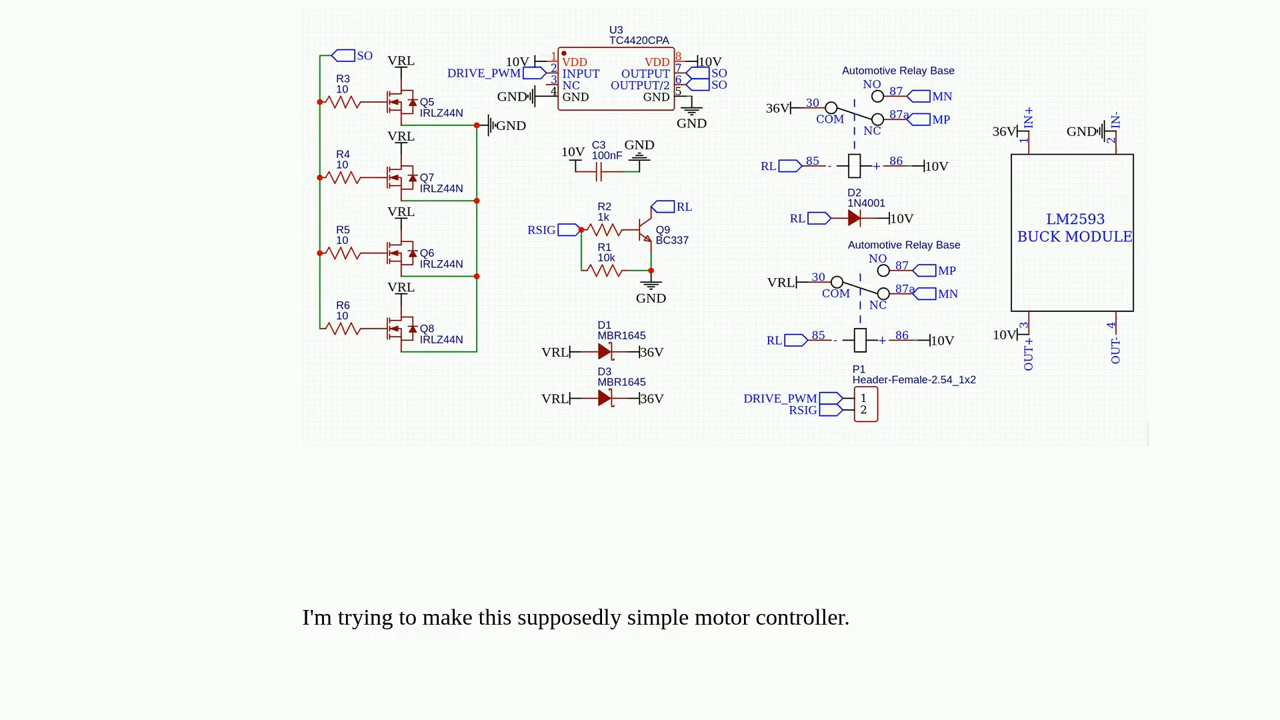 SO
VRL
R3
10
Q5
IRLZ44N
GND
VRL
R4
10
Q7
IRLZ44N
VRL
R5
10
Q6
IRLZ44N
VRL
R6
10
Q8
IRLZ44N
U3
TC4420CPA
10V 1 VDD VDD 8 10V
DRIVE_PWM 2 INPUT OUTPUT 7 SO
3 NC OUTPUT/2 6 SO
GND 4 GND GND 5
GND
10V C3 GND
100nF
RL
RSIG R2
1k
Q9
BC337
R1
10k
GND
D1
MBR1645
VRL 36V
D3
MBR1645
VRL 36V
Automotive Relay Base
NO 87 MN
36V 30 COM
87a MP
NC
RL 85 - + 86 10V
D2
1N4001
RL 10V
Automotive Relay Base
NO 87 MP
VRL 30 COM
87a MN
NC
RL 85 - + 86 10V
P1
Header-Female-2.54_1x2
DRIVE_PWM 1
RSIG 2
36V 1 IN+
GND 2 IN-
LM2593
BUCK MODULE
10V 3 OUT+
4 OUT-
I'm trying to make this supposedly simple motor controller.